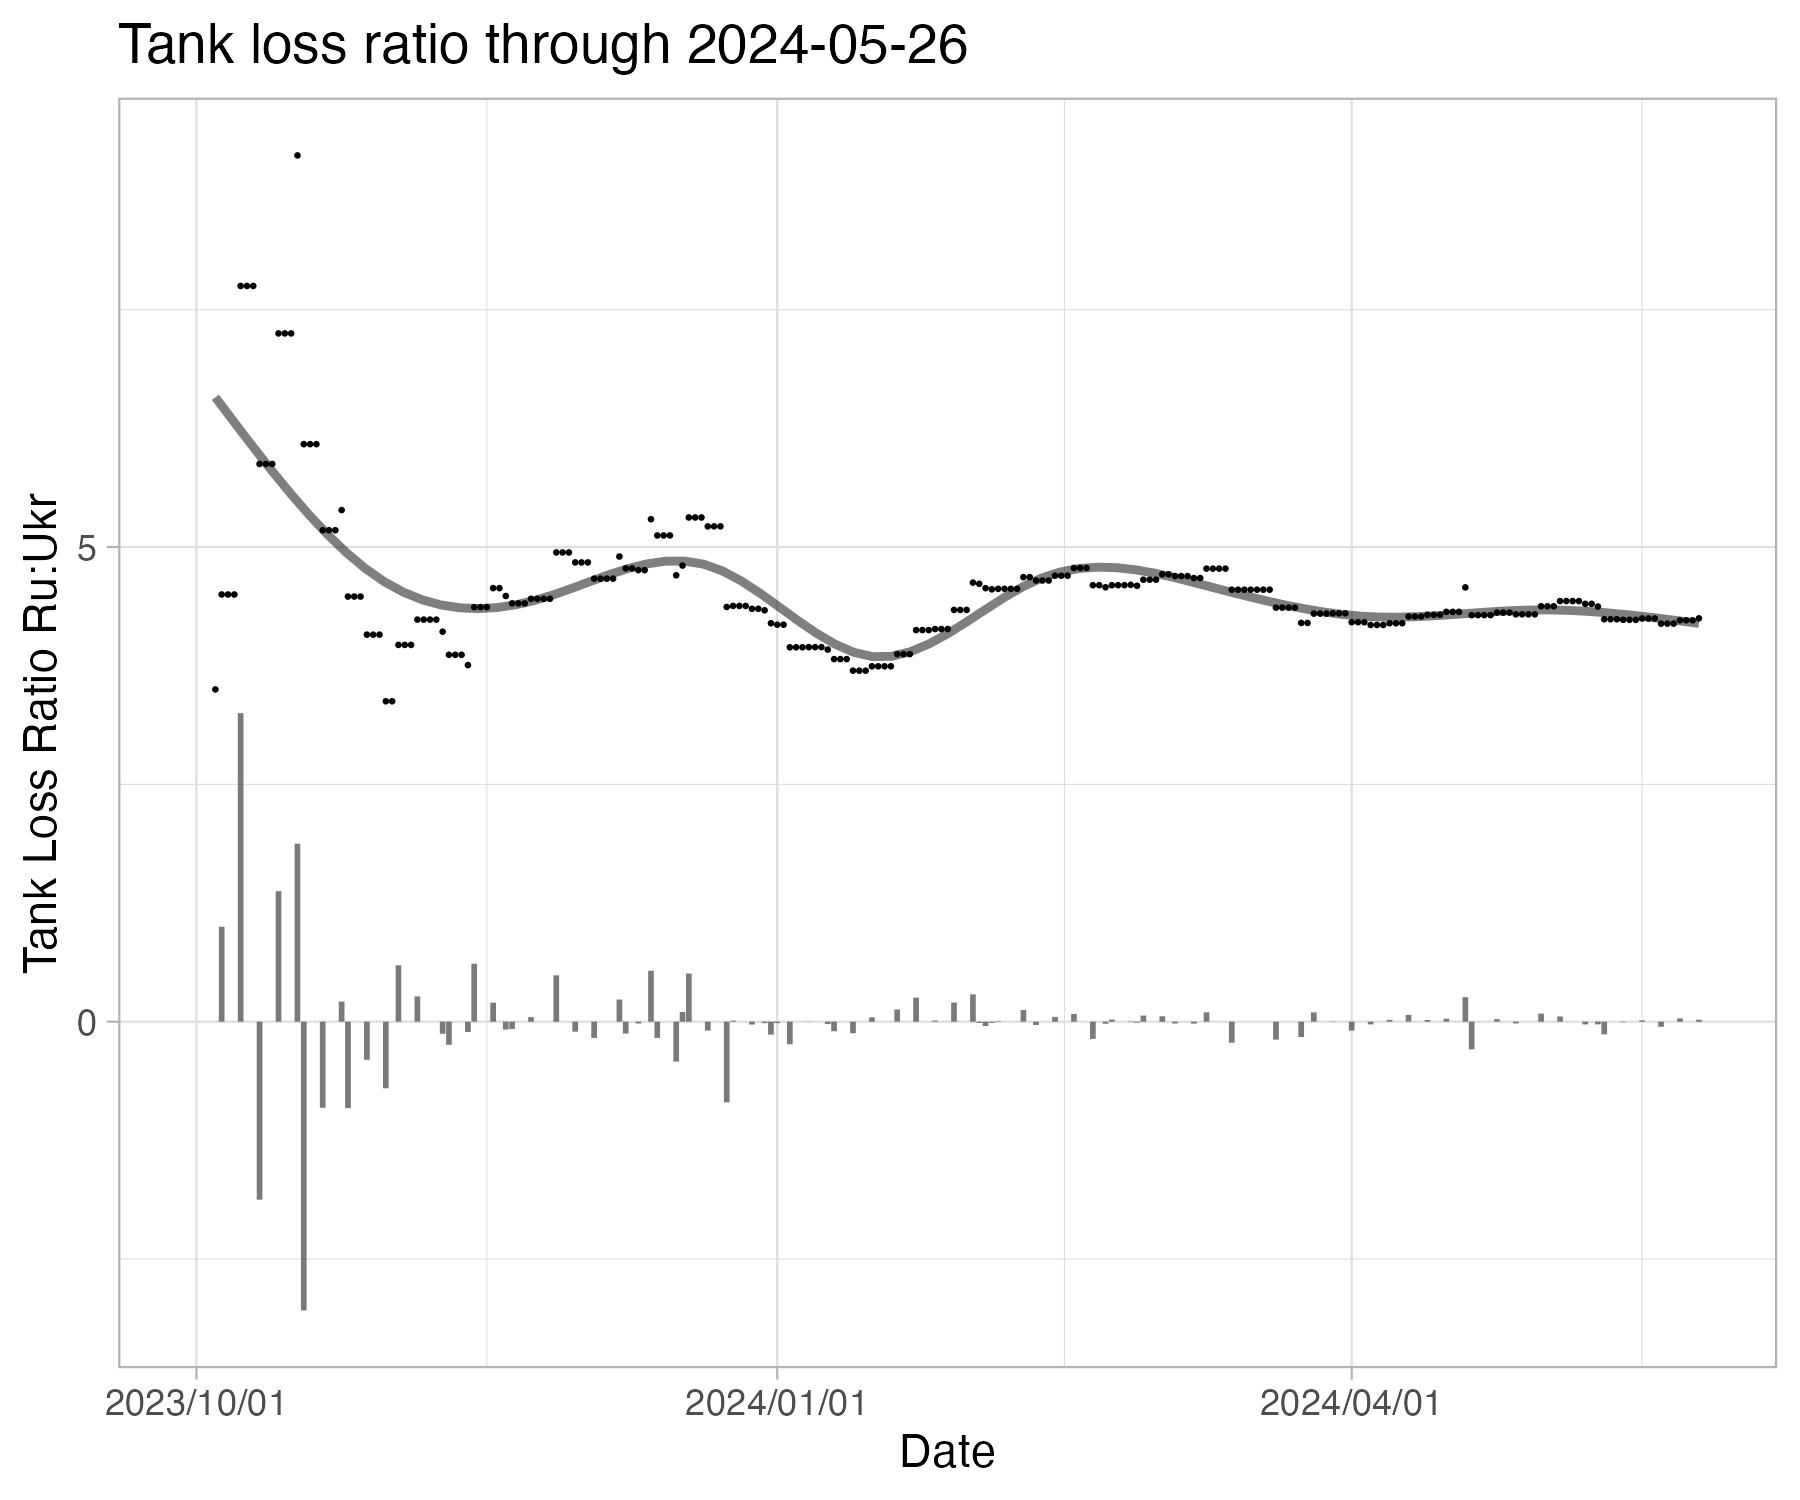 Tank loss ratio through 2024-05-26
Tank Loss Ratio Ru:Ukr
5
0
2023/10/01
2024/01/01
2024/04/01
Date